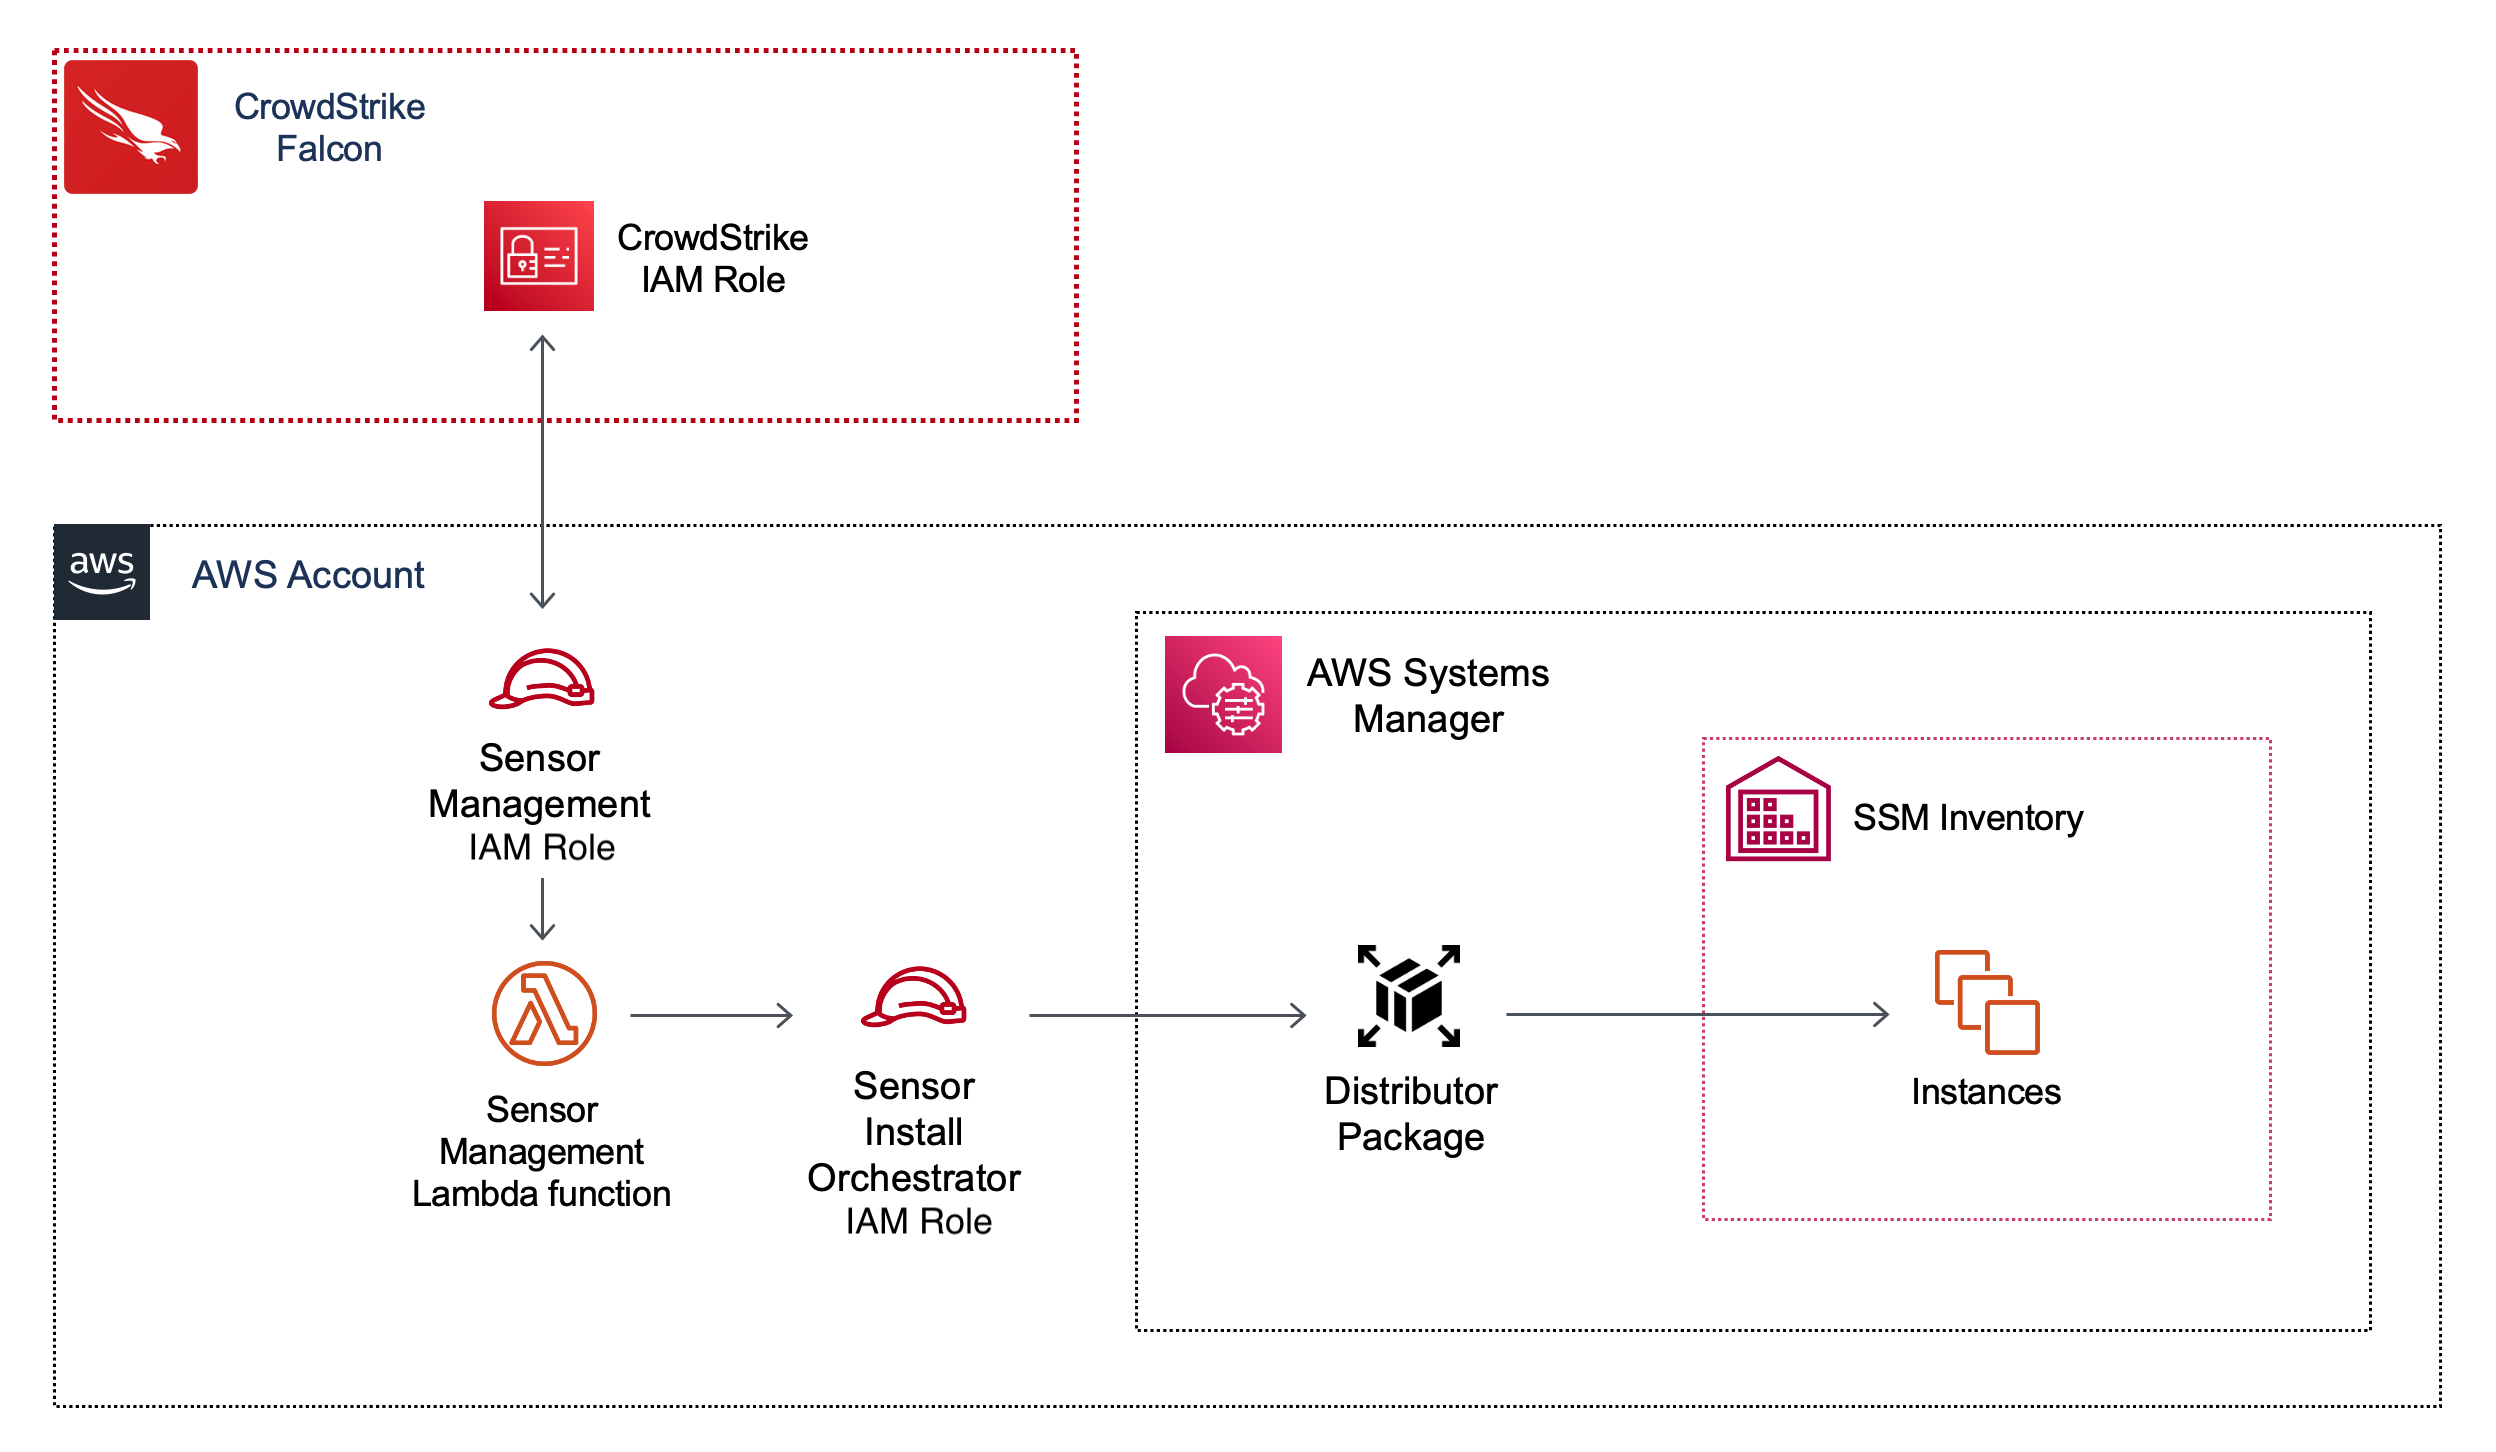 CrowdStrike
Falcon
CrowdStrike
IAM Role
aws
AWS Account
Sensor
Management
IAM Role
AWS Systems
Manager
SSM Inventory
Sensor
Management
Lambda function
Sensor
Install
Orchestrator
IAM Role
Distributor
Package
Instances